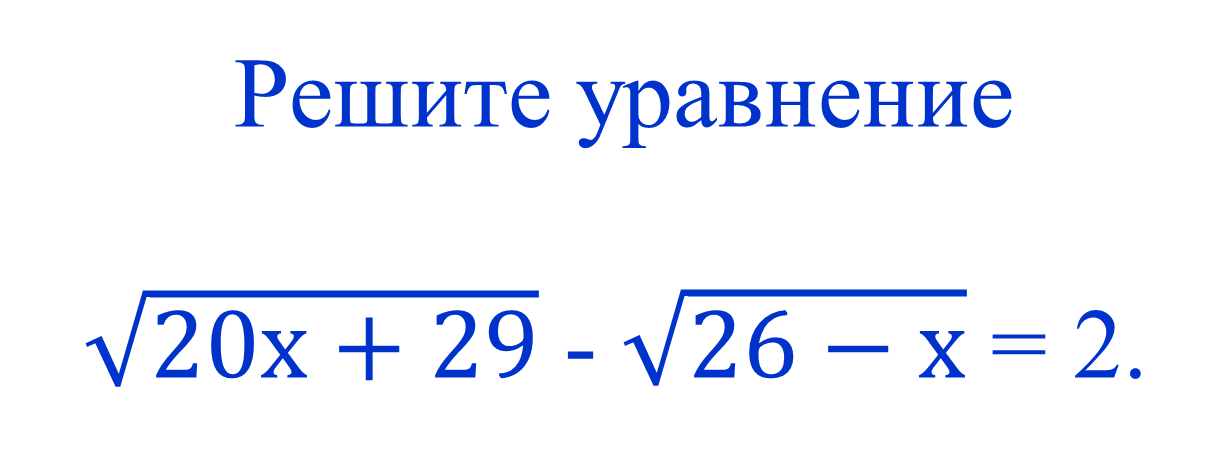 Решите уравнение
√20x + 29 - √26 − x = 2.